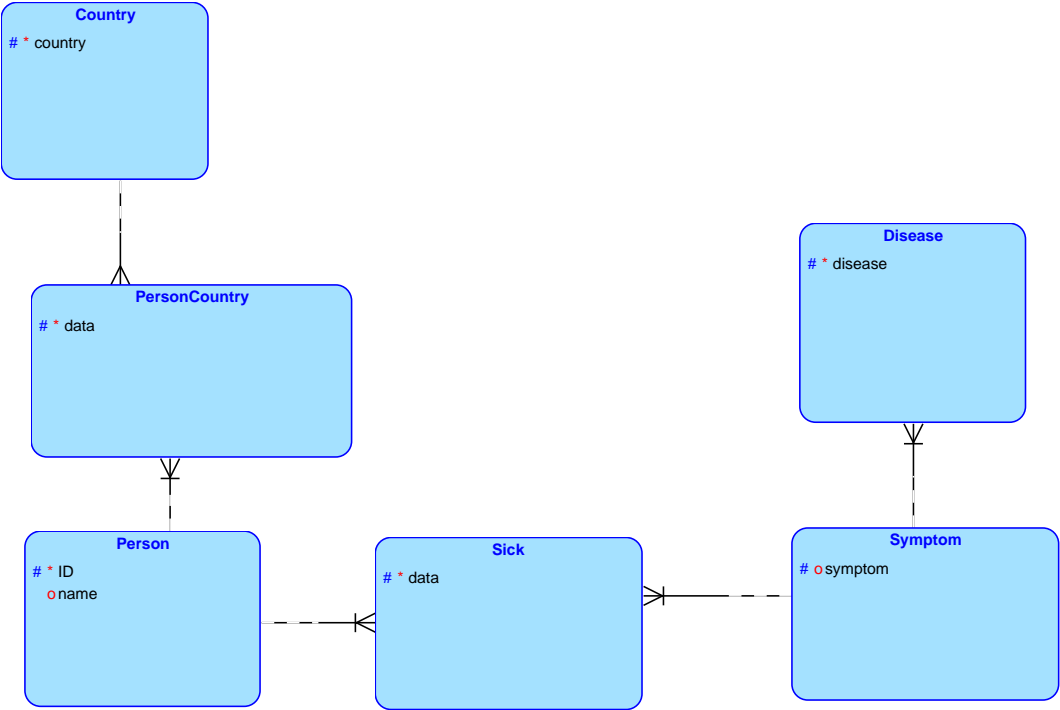 Country
# * country
PersonCountry
# * data
Person
# * ID
o name
Sick
# * data
Disease
# * disease
Symptom
# o symptom